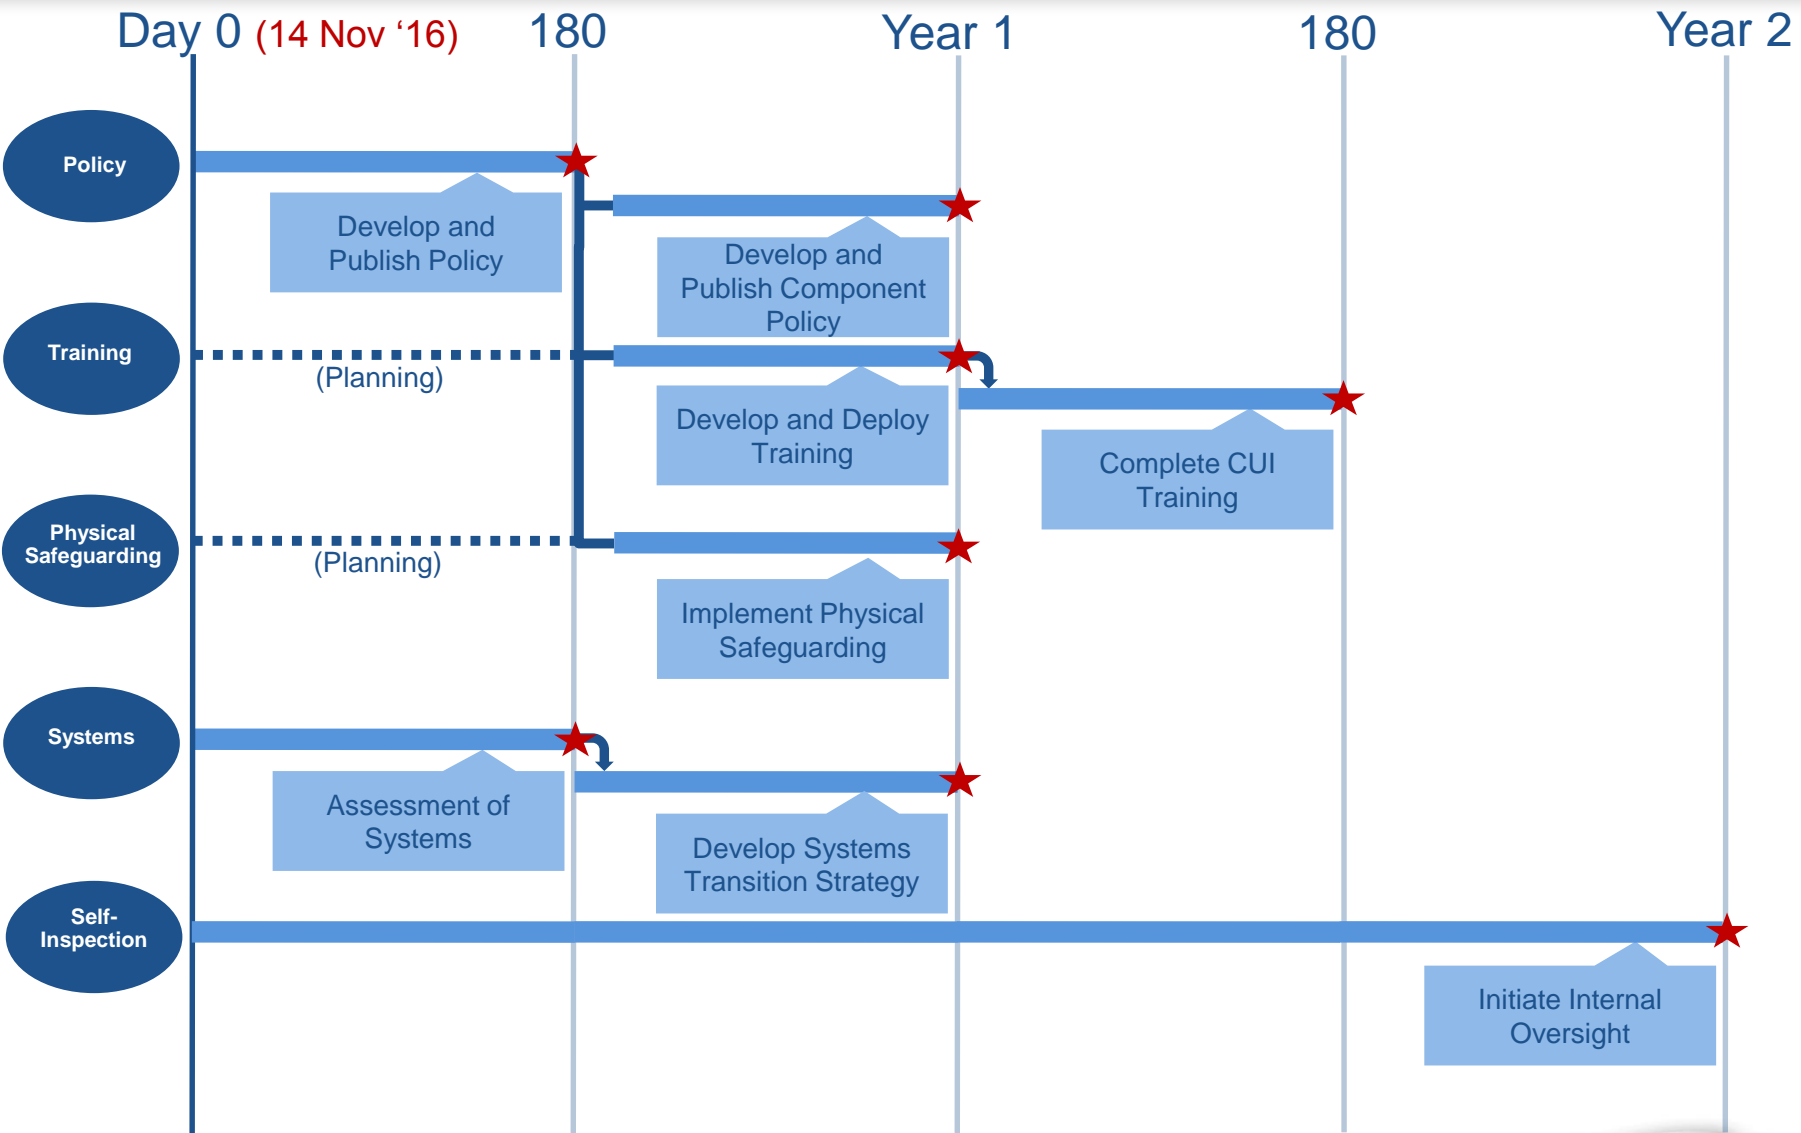 Day 0 (14 Nov ‘16)
180
Year 1
180
Year 2
Policy
Develop and
Publish Policy
Develop and
Publish Component
Policy
Training
(Planning)
Develop and Deploy
Training
Complete CUI
Training
Physical
Safeguarding
(Planning)
Implement Physical
Safeguarding
Systems
Assessment of
Systems
Develop Systems
Transition Strategy
Self-
Inspection
Initiate Internal
Oversight